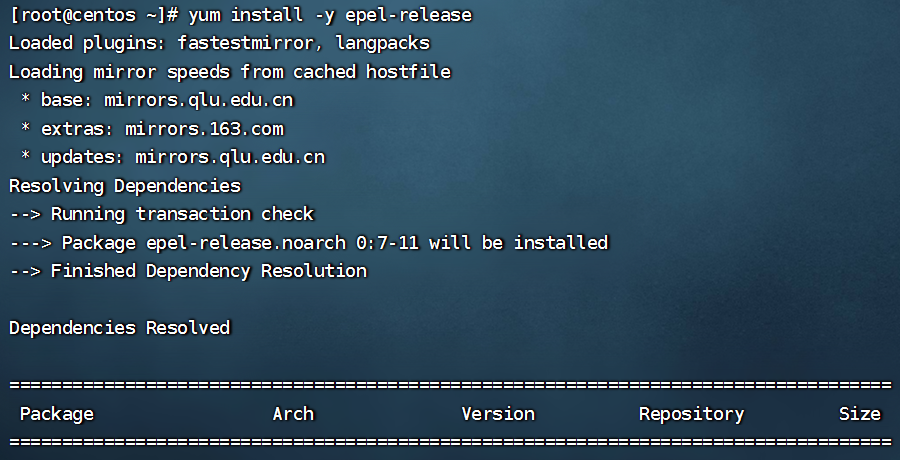 [root@centos ~]# yum install -y epel-release
Loaded plugins: fastestmirror, langpacks
Loading mirror speeds from cached hostfile
 * base: mirrors.qlu.edu.cn
 * extras: mirrors.163.com
 * updates: mirrors.qlu.edu.cn
Resolving Dependencies
--> Running transaction check
---> Package epel-release.noarch 0:7-11 will be installed
--> Finished Dependency Resolution

Dependencies Resolved

====================================================================================
 Package                 Arch              Version          Repository         Size
====================================================================================